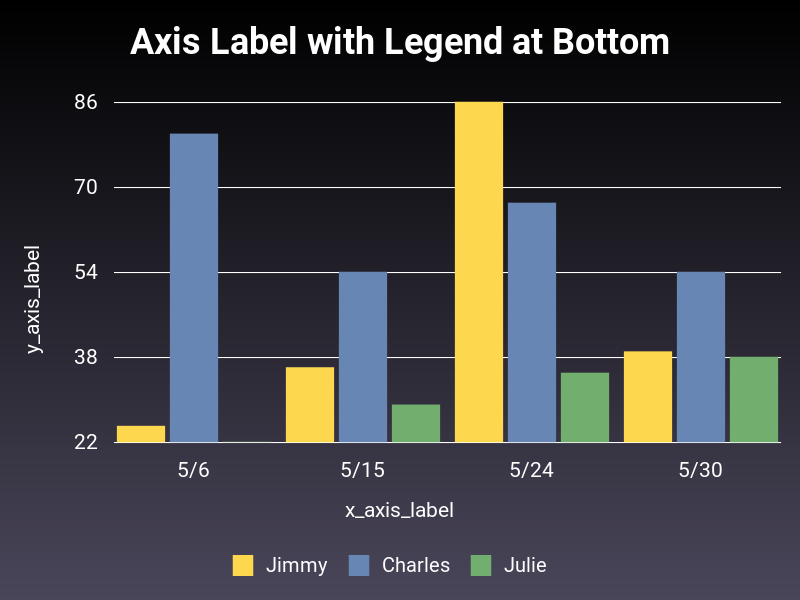 Axis Label with Legend at Bottom
86
70
54
38
22
y_axis_label
5/6 5/15 5/24 5/30
x_axis_label
Jimmy Charles Julie